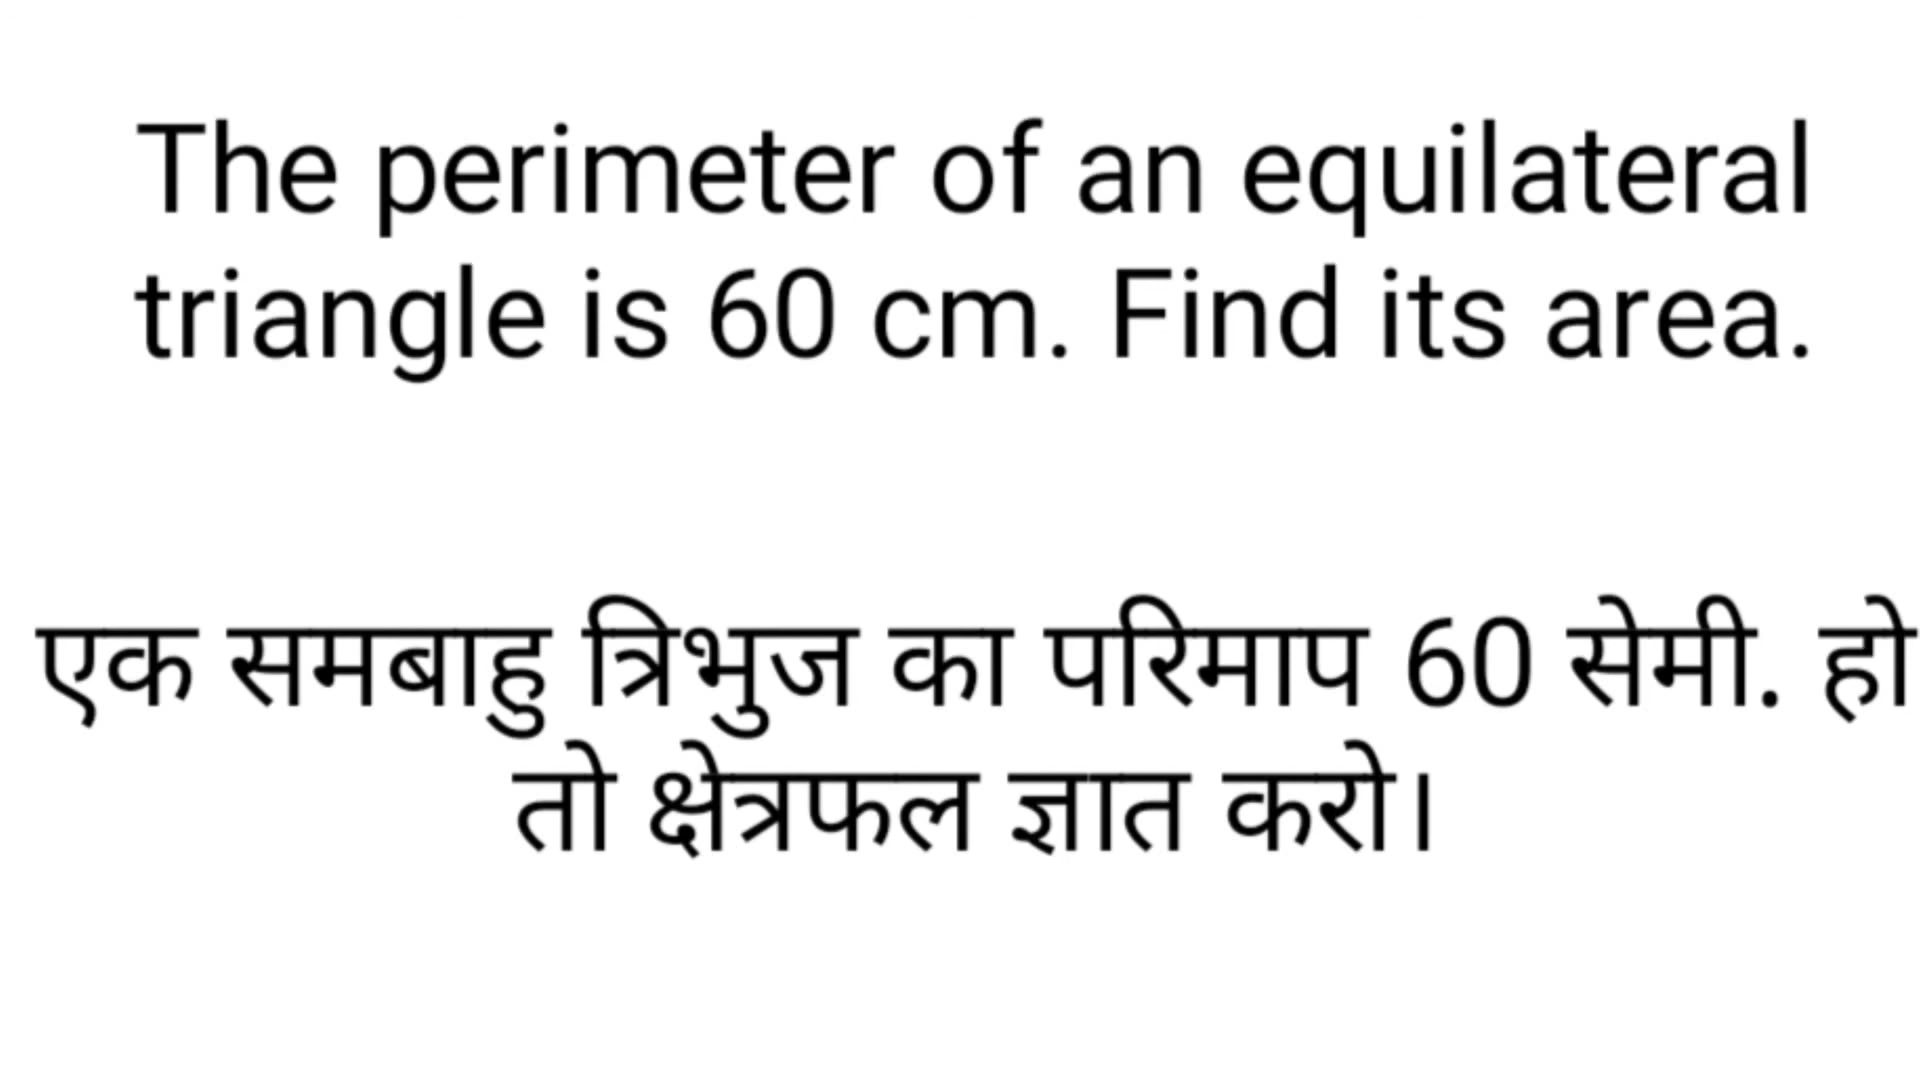 The perimeter of an equilateral
triangle is 60 cm. Find its area.
एक समबाहु त्रिभुज का परिमाप 60 सेमी. हो
तो क्षेत्रफल ज्ञात करो।